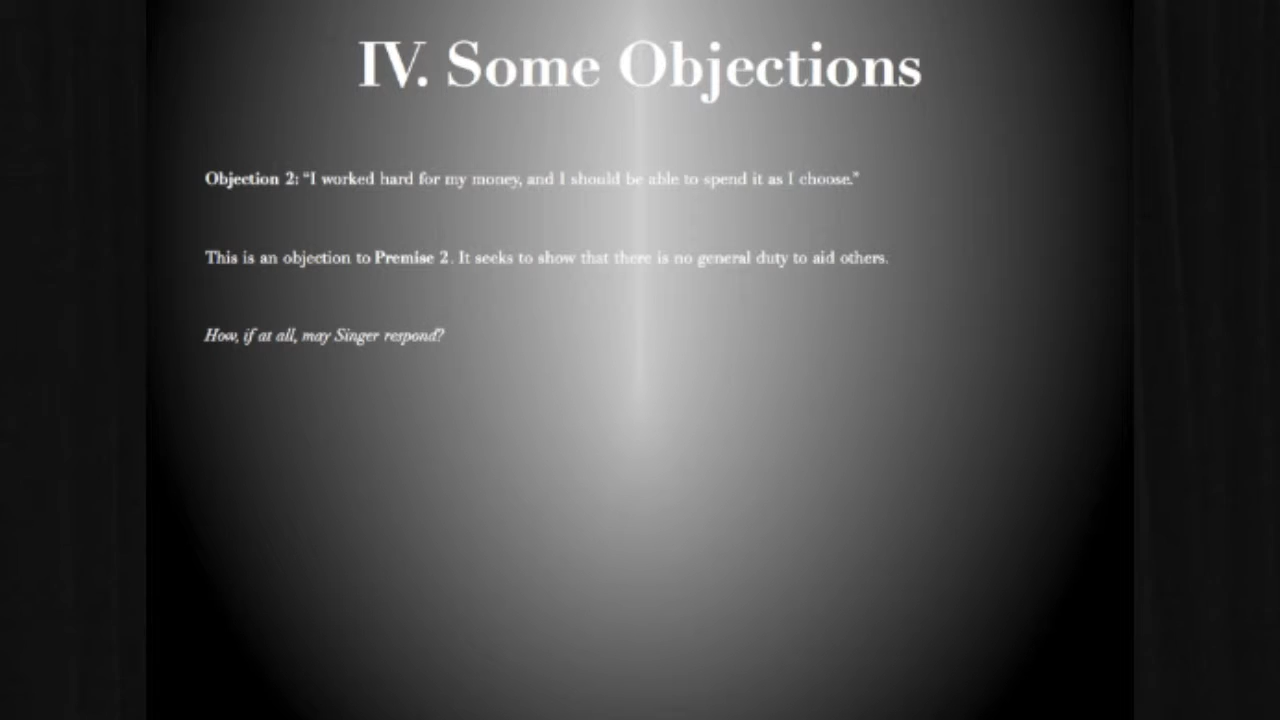 IV. Some Objections
Objection 2: “I worked hard for my money, and I should be able to spend it as I choose.”
This is an objection to Premise 2. It seeks to show that there is no general duty to aid others.
How, if at all, may Singer respond?